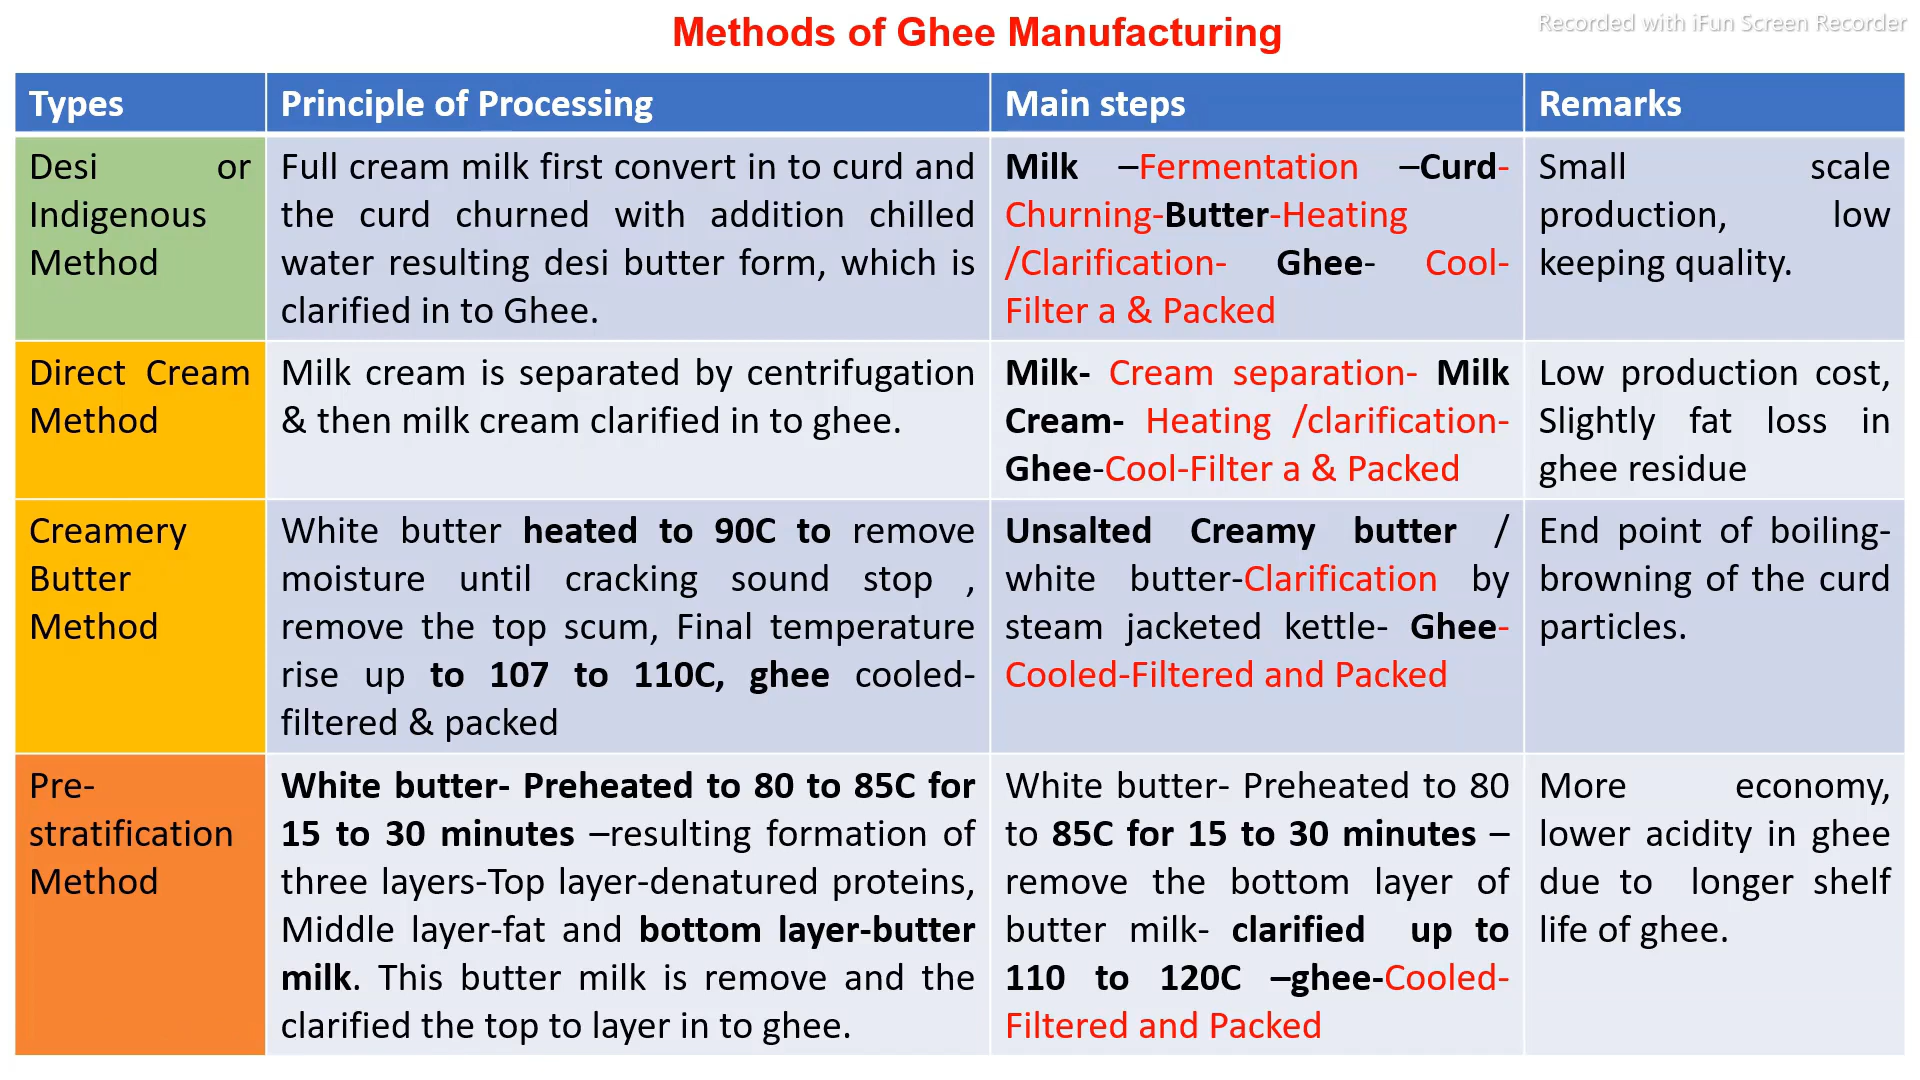 Methods of Ghee Manufacturing
Recorded with iFun Screen Recorder
Types
Principle of Processing
Main steps
Remarks
Desi or
Indigenous
Method
Full cream milk first convert in to curd and
the curd churned with addition chilled
water resulting desi butter form, which is
clarified in to Ghee.
Milk –Fermentation –Curd-
Churning-Butter-Heating
/Clarification- Ghee- Cool-
Filter a & Packed
Small scale
production, low
keeping quality.
Direct Cream
Method
Milk cream is separated by centrifugation
& then milk cream clarified in to ghee.
Milk- Cream separation- Milk
Cream- Heating /clarification-
Ghee-Cool-Filter a & Packed
Low production cost,
Slightly fat loss in
ghee residue
Creamery
Butter
Method
White butter heated to 90C to remove
moisture until cracking sound stop ,
remove the top scum, Final temperature
rise up to 107 to 110C, ghee cooled-
filtered & packed
Unsalted Creamy butter /
white butter-Clarification by
steam jacketed kettle- Ghee-
Cooled-Filtered and Packed
End point of boiling-
browning of the curd
particles.
Pre-
stratification
Method
White butter- Preheated to 80 to 85C for
15 to 30 minutes –resulting formation of
three layers-Top layer-denatured proteins,
Middle layer-fat and bottom layer-butter
milk. This butter milk is remove and the
clarified the top to layer in to ghee.
White butter- Preheated to 80
to 85C for 15 to 30 minutes –
remove the bottom layer of
butter milk- clarified up to
110 to 120C –ghee-Cooled-
Filtered and Packed
More economy,
lower acidity in ghee
due to longer shelf
life of ghee.